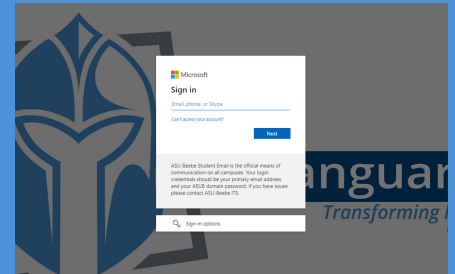 Microsoft
Sign in
Email, phone, or Skype
Can't access your account?
Next
ASU-Beebe Student Email is the official means of
communication on all campuses. Your login
credentials should be your primary email address
and your ASUB domain password. If you have issues
please contact ASU-Beebe ITS.
anguar
Transforming
Sign-in options